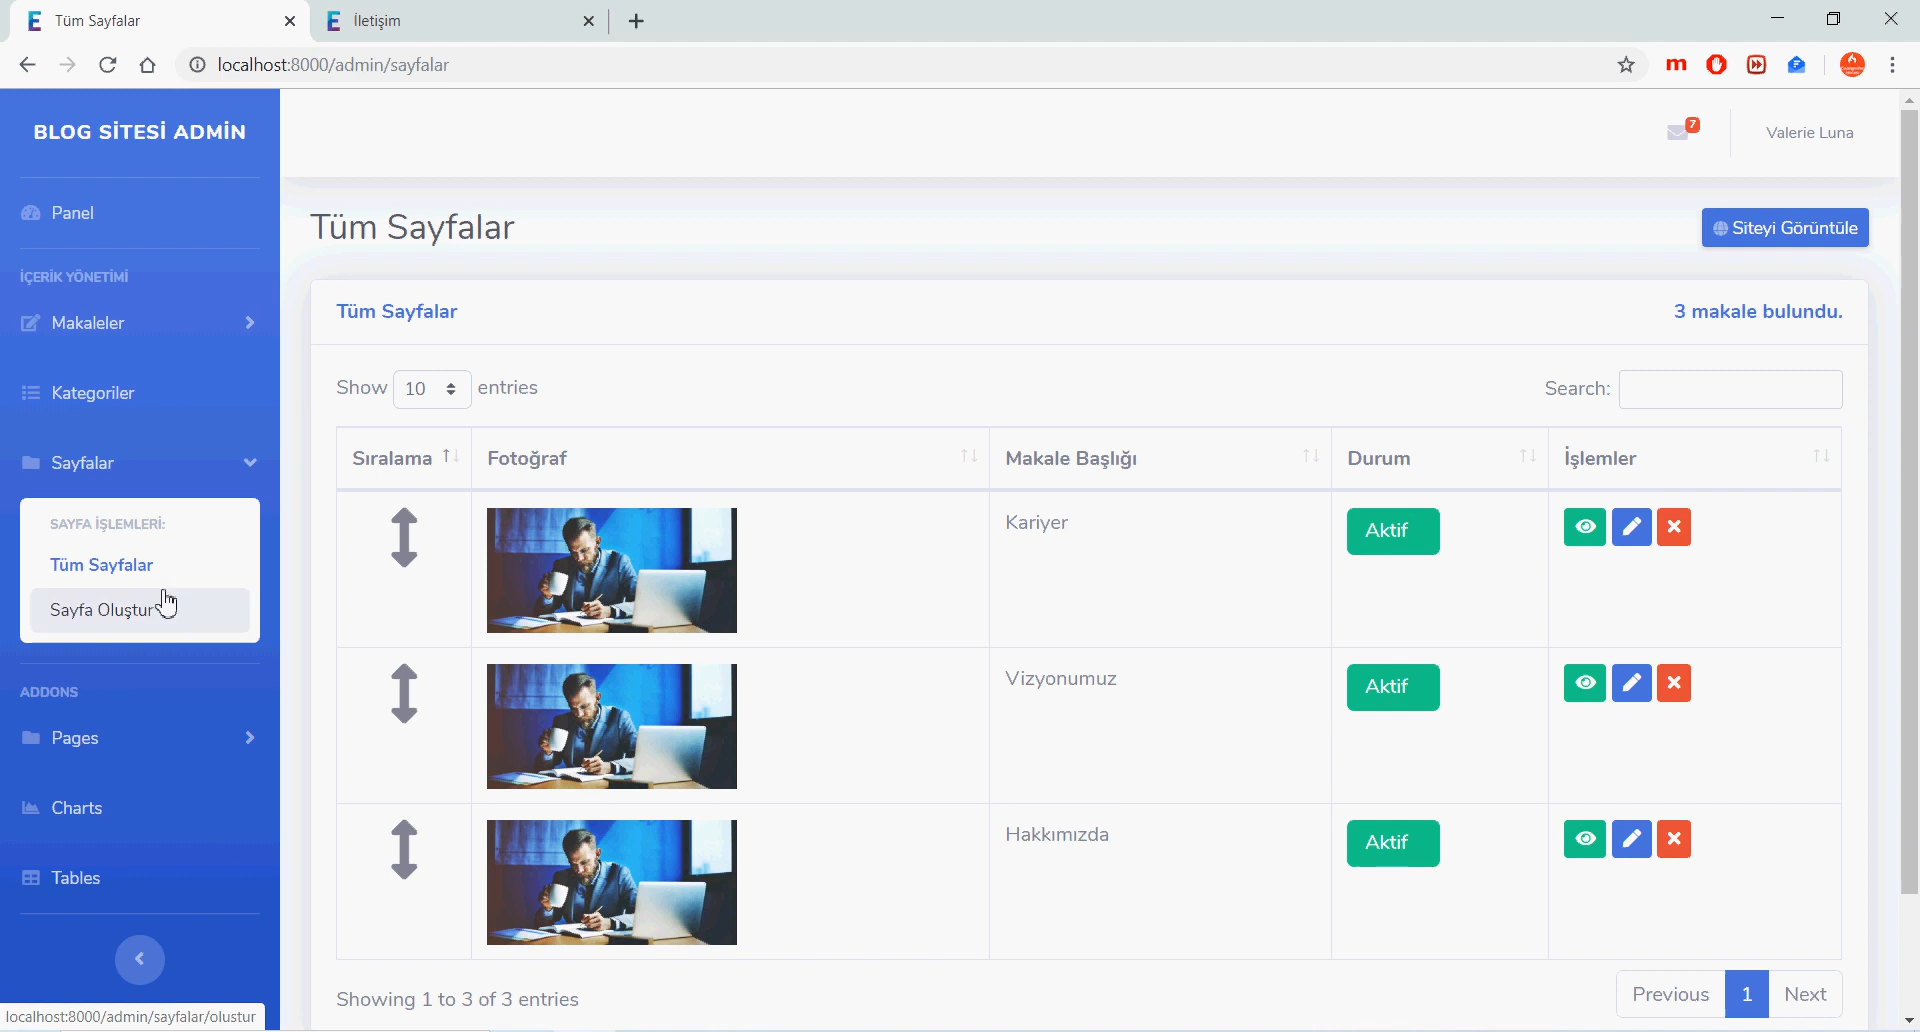 Tüm Sayfalar
İletişim
localhost:8000/admin/sayfalar
m
BLOG SİTESİ ADMİN
7
Valerie Luna
Panel
Tüm Sayfalar
Siteyi Görüntüle
İÇERİK YÖNETİMİ
Makaleler
Tüm Sayfalar
3 makale bulundu.
Kategoriler
Show 10 entries
Search:
Sayfalar
Sıralama
Fotoğraf
Makale Başlığı
Durum
İşlemler
SAYFA İŞLEMLERİ:
Tüm Sayfalar
Sayfa Oluştur
Kariyer
Aktif
ADDONS
Pages
Vizyonumuz
Aktif
Charts
Tables
Hakkımızda
Aktif
Showing 1 to 3 of 3 entries
Previous
1
Next
localhost:8000/admin/sayfalar/olustur